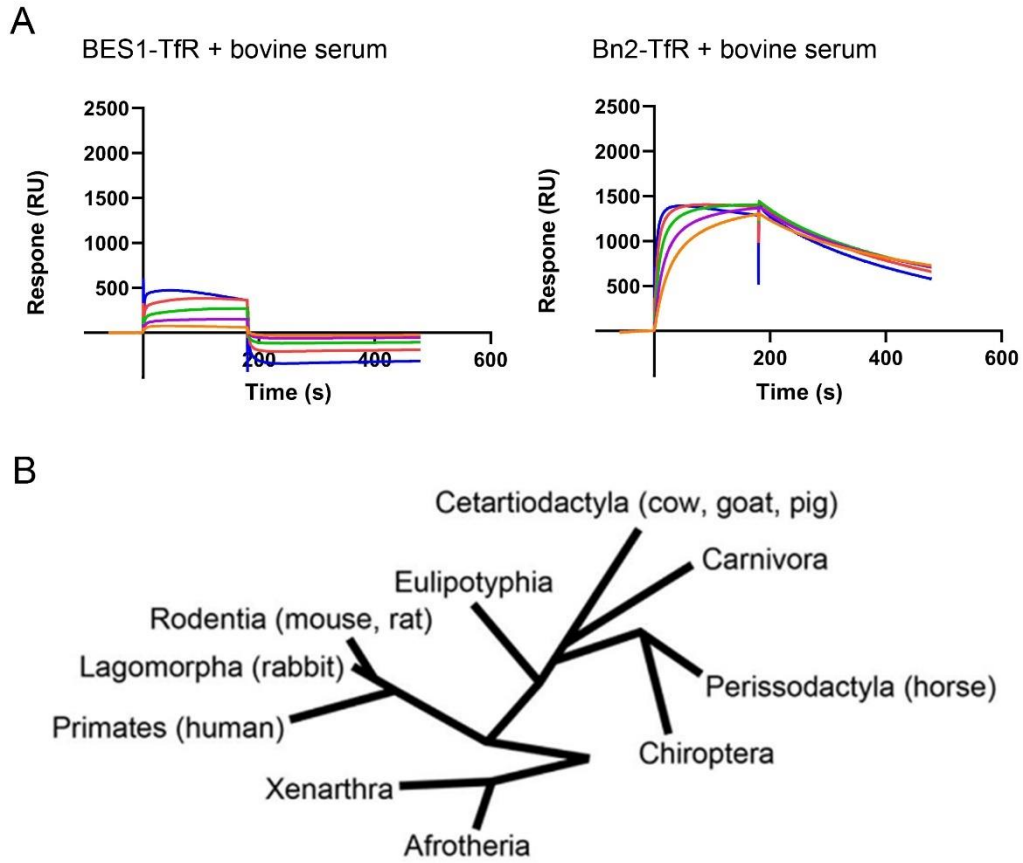 A
BES1-TfR + bovine serum
Bn2-TfR + bovine serum
Respone (RU)
2500
2000
1500
1000
500
200
400
600
Time (s)
Respone (RU)
2500
2000
1500
1000
500
200
400
600
Time (s)
B
Cetartiodactyla (cow, goat, pig)
Carnivora
Eulipotyphia
Rodentia (mouse, rat)
Lagomorpha (rabbit)
Perissodactyla (horse)
Primates (human)
Chiroptera
Xenarthra
Afrotheria